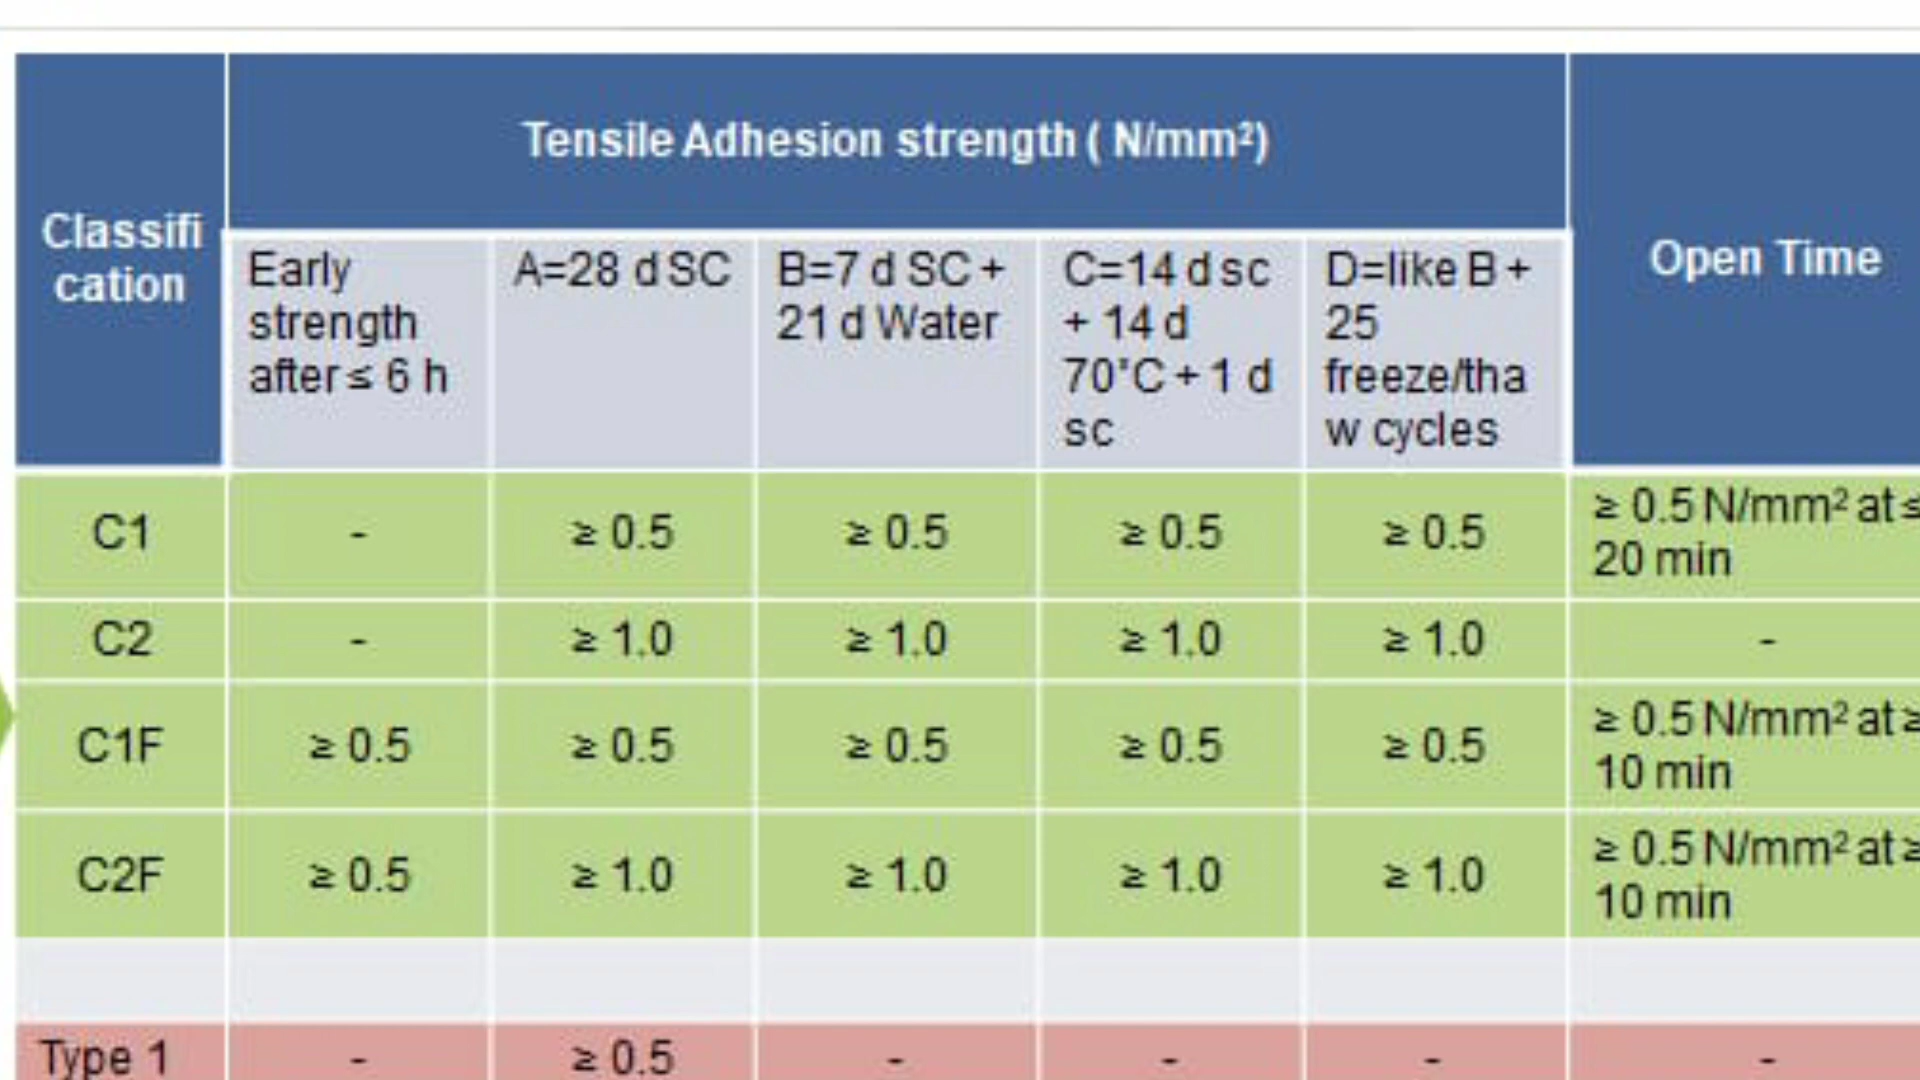 Tensile Adhesion strength ( N/mm²)
Classifi
cation
Open Time
Early
strength
after ≤ 6 h
A=28 d SC
B=7 d SC +
21 d Water
C=14 d sc
+ 14 d
70°C + 1 d
sc
D=like B +
25
freeze/tha
w cycles
C1 - ≥ 0.5 ≥ 0.5 ≥ 0.5 ≥ 0.5 ≥ 0.5 N/mm² at ≤
20 min
C2 - ≥ 1.0 ≥ 1.0 ≥ 1.0 ≥ 1.0 -
C1F ≥ 0.5 ≥ 0.5 ≥ 0.5 ≥ 0.5 ≥ 0.5 ≥ 0.5 N/mm² at ≥
10 min
C2F ≥ 0.5 ≥ 1.0 ≥ 1.0 ≥ 1.0 ≥ 1.0 ≥ 0.5 N/mm² at ≥
10 min
Type 1 - ≥ 0.5 - - - -